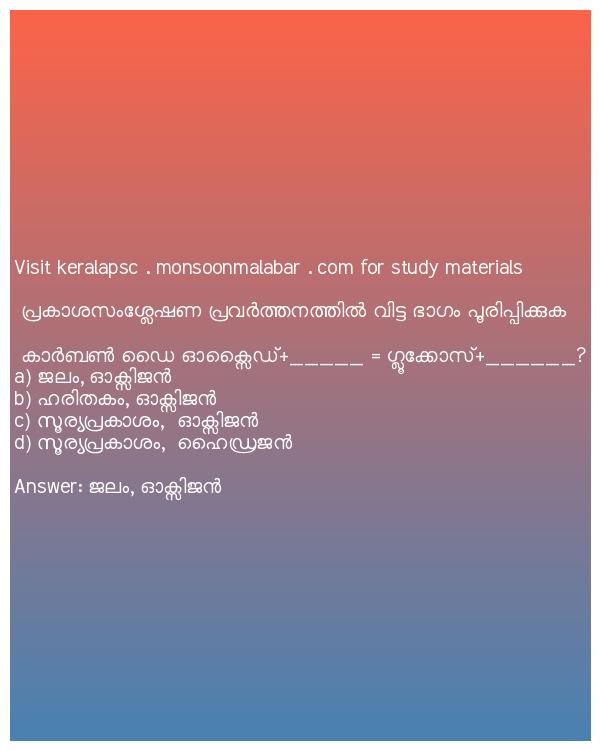 Visit keralapsc . monsoonmalabar . com for study materials
പ്രകാശസംശ്ലേഷണ പ്രവർത്തനത്തിൽ വിട്ട ഭാഗം പൂരിപ്പിക്കുക
കാർബൺ ഡൈ ഓക്സൈഡ്+_____ = ഗ്ലൂക്കോസ്+______?
a) ജലം, ഓക്സിജൻ
b) ഹരിതകം, ഓക്സിജൻ
c) സൂര്യപ്രകാശം, ഓക്സിജൻ
d) സൂര്യപ്രകാശം, ഹൈഡ്രജൻ
Answer: ജലം, ഓക്സിജൻ